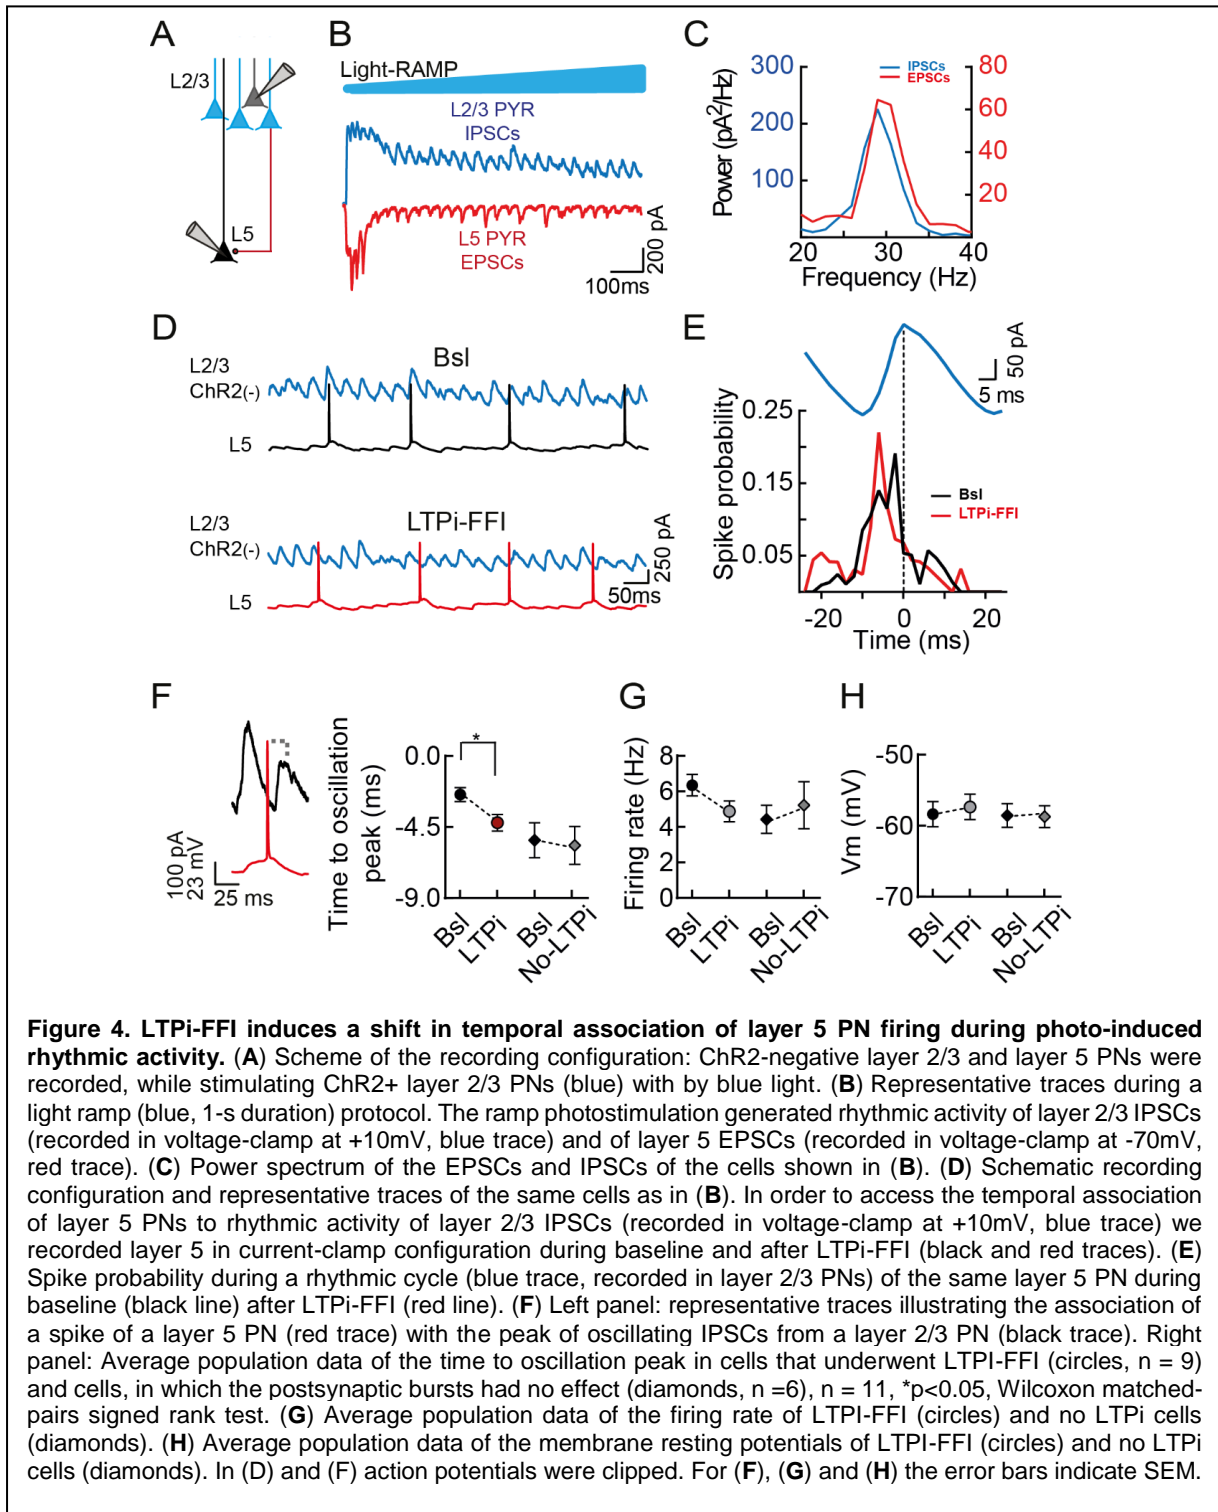 A
L2/3
L5
B
Light-RAMP
L2/3 PYR
IPSCs
L5 PYR
EPSCs
200 pA
100ms
C
300
200
100
Power (pA²/Hz)
IPSCs
EPSCs
80
60
40
20
20 30 40
Frequency (Hz)
D
Bsl
L2/3
ChR2(-)
L5
LTPi-FFI
L2/3
ChR2(-)
L5
250 pA
50ms
E
50 pA
5 ms
0.25
0.15
0.05
Spike probability
Bsl
LTPi-FFI
-20 0 20
Time (ms)
F
100 pA
23 mV
25 ms
Time to oscillation
peak (ms)
0.0
-4.5
-9.0
*
Bsl
LTPi
Bsl
No-LTPi
G
Firing rate (Hz)
8
6
4
2
0
Bsl
LTPi
Bsl
No-LTPi
H
Vm (mV)
-50
-60
-70
Bsl
LTPi
Bsl
No-LTPi
Figure 4. LTPi-FFI induces a shift in temporal association of layer 5 PN firing during photo-induced
rhythmic activity. (A) Scheme of the recording configuration: ChR2-negative layer 2/3 and layer 5 PNs were
recorded, while stimulating ChR2+ layer 2/3 PNs (blue) with by blue light. (B) Representative traces during a
light ramp (blue, 1-s duration) protocol. The ramp photostimulation generated rhythmic activity of layer 2/3 IPSCs
(recorded in voltage-clamp at +10mV, blue trace) and of layer 5 EPSCs (recorded in voltage-clamp at -70mV,
red trace). (C) Power spectrum of the EPSCs and IPSCs of the cells shown in (B). (D) Schematic recording
configuration and representative traces of the same cells as in (B). In order to access the temporal association
of layer 5 PNs to rhythmic activity of layer 2/3 IPSCs (recorded in voltage-clamp at +10mV, blue trace) we
recorded layer 5 in current-clamp configuration during baseline and after LTPi-FFI (black and red traces). (E)
Spike probability during a rhythmic cycle (blue trace, recorded in layer 2/3 PNs) of the same layer 5 PN during
baseline (black line) after LTPi-FFI (red line). (F) Left panel: representative traces illustrating the association of
a spike of a layer 5 PN (red trace) with the peak of oscillating IPSCs from a layer 2/3 PN (black trace). Right
panel: Average population data of the time to oscillation peak in cells that underwent LTPI-FFI (circles, n = 9)
and cells, in which the postsynaptic bursts had no effect (diamonds, n =6), n = 11, *p<0.05, Wilcoxon matched-
pairs signed rank test. (G) Average population data of the firing rate of LTPI-FFI (circles) and no LTPi cells
(diamonds). (H) Average population data of the membrane resting potentials of LTPI-FFI (circles) and no LTPi
cells (diamonds). In (D) and (F) action potentials were clipped. For (F), (G) and (H) the error bars indicate SEM.